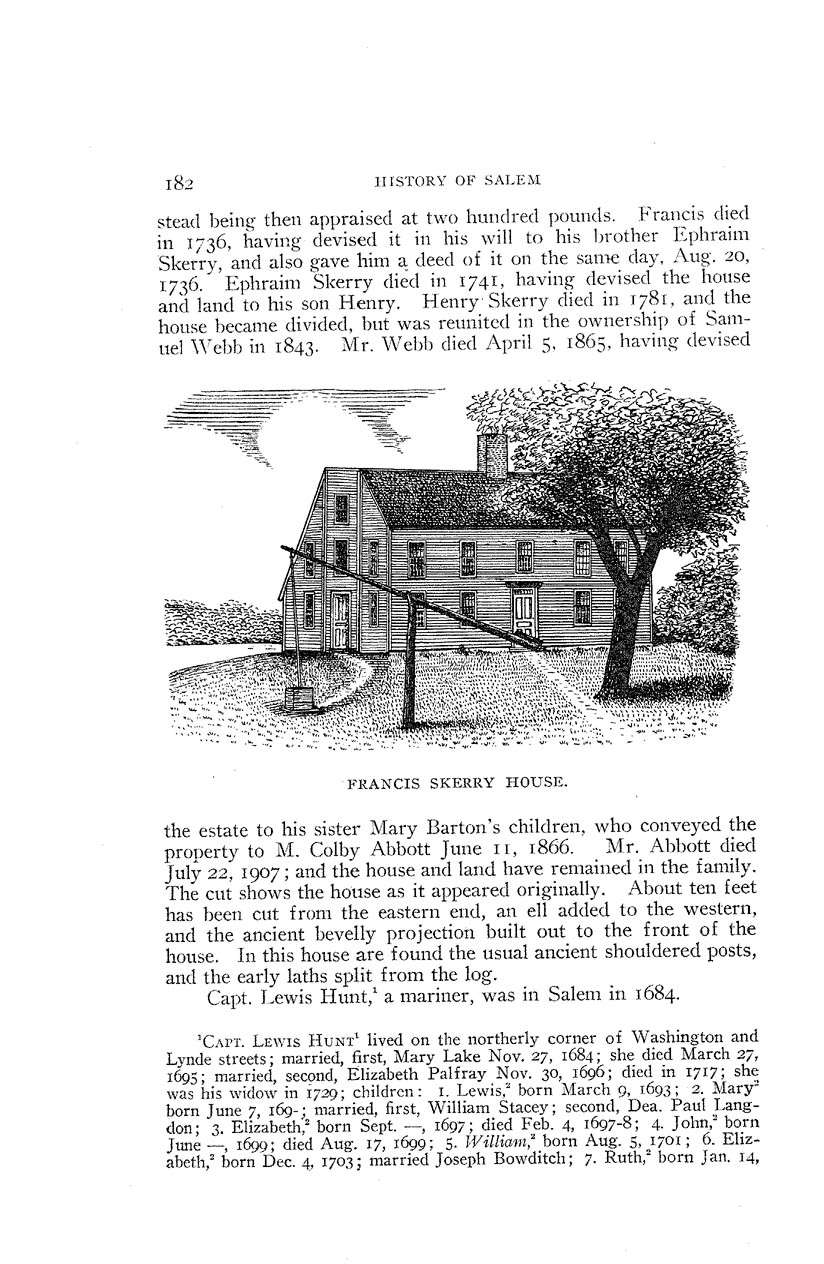 182 HISTORY OF SALEM
stead being then appraised at two hundred pounds. Francis died
in 1736, having devised it in his will to his brother Ephraim
Skerry, and also gave him a deed of it on the same day, Aug. 20,
1736. Ephraim Skerry died in 1741, having devised the house
and land to his son Henry. Henry Skerry died in 1781, and the
house became divided, but was reunited in the ownership of Sam-
uel Webb in 1843. Mr. Webb died April 5, 1865, having devised
FRANCIS SKERRY HOUSE.
the estate to his sister Mary Barton's children, who conveyed the
property to M. Colby Abbott June 11, 1866. Mr. Abbott died
July 22, 1907; and the house and land have remained in the family.
The cut shows the house as it appeared originally. About ten feet
has been cut from the eastern end, an ell added to the western,
and the ancient bevelly projection built out to the front of the
house. In this house are found the usual ancient shouldered posts,
and the early laths split from the log.
Capt. Lewis Hunt,¹ a mariner, was in Salem in 1684.
¹CAPT. LEWIS HUNT¹ lived on the northerly corner of Washington and
Lynde streets; married, first, Mary Lake Nov. 27, 1684; she died March 27,
1695; married, second, Elizabeth Palfray Nov. 30, 1696; died in 1717; she
was his widow in 1729; children: 1. Lewis,² born March 9, 1693; 2. Mary²
born June 7, 169-; married, first, William Stacey; second, Dea. Paul Lang-
don; 3. Elizabeth,² born Sept. —, 1697; died Feb. 4, 1697-8; 4. John,² born
June —, 1699; died Aug. 17, 1699; 5. William,² born Aug. 5, 1701; 6. Eliz-
abeth,² born Dec. 4, 1703; married Joseph Bowditch; 7. Ruth,² born Jan. 14,